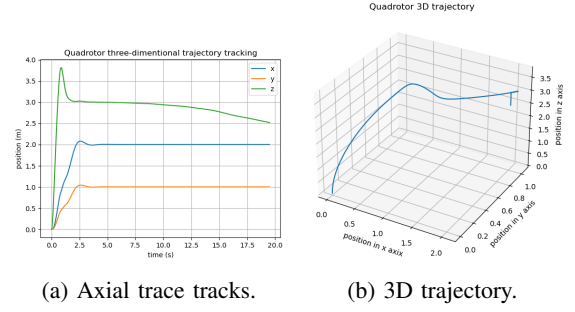 Quadrotor three-dimentional trajectory tracking
4.0
3.5
3.0
2.5
2.0
1.5
1.0
0.5
0.0
position (m)
x
y
z
0.0 2.5 5.0 7.5 10.0 12.5 15.0 17.5 20.0
time (s)
(a) Axial trace tracks.
Quadrotor 3D trajectory
3.5
3.0
2.5
2.0
1.5
1.0
0.5
0.0
position in z axis
1.0
0.8
0.6
0.4
0.2
0.0
position in y axis
0.0 0.5 1.0 1.5 2.0
position in x axix
(b) 3D trajectory.